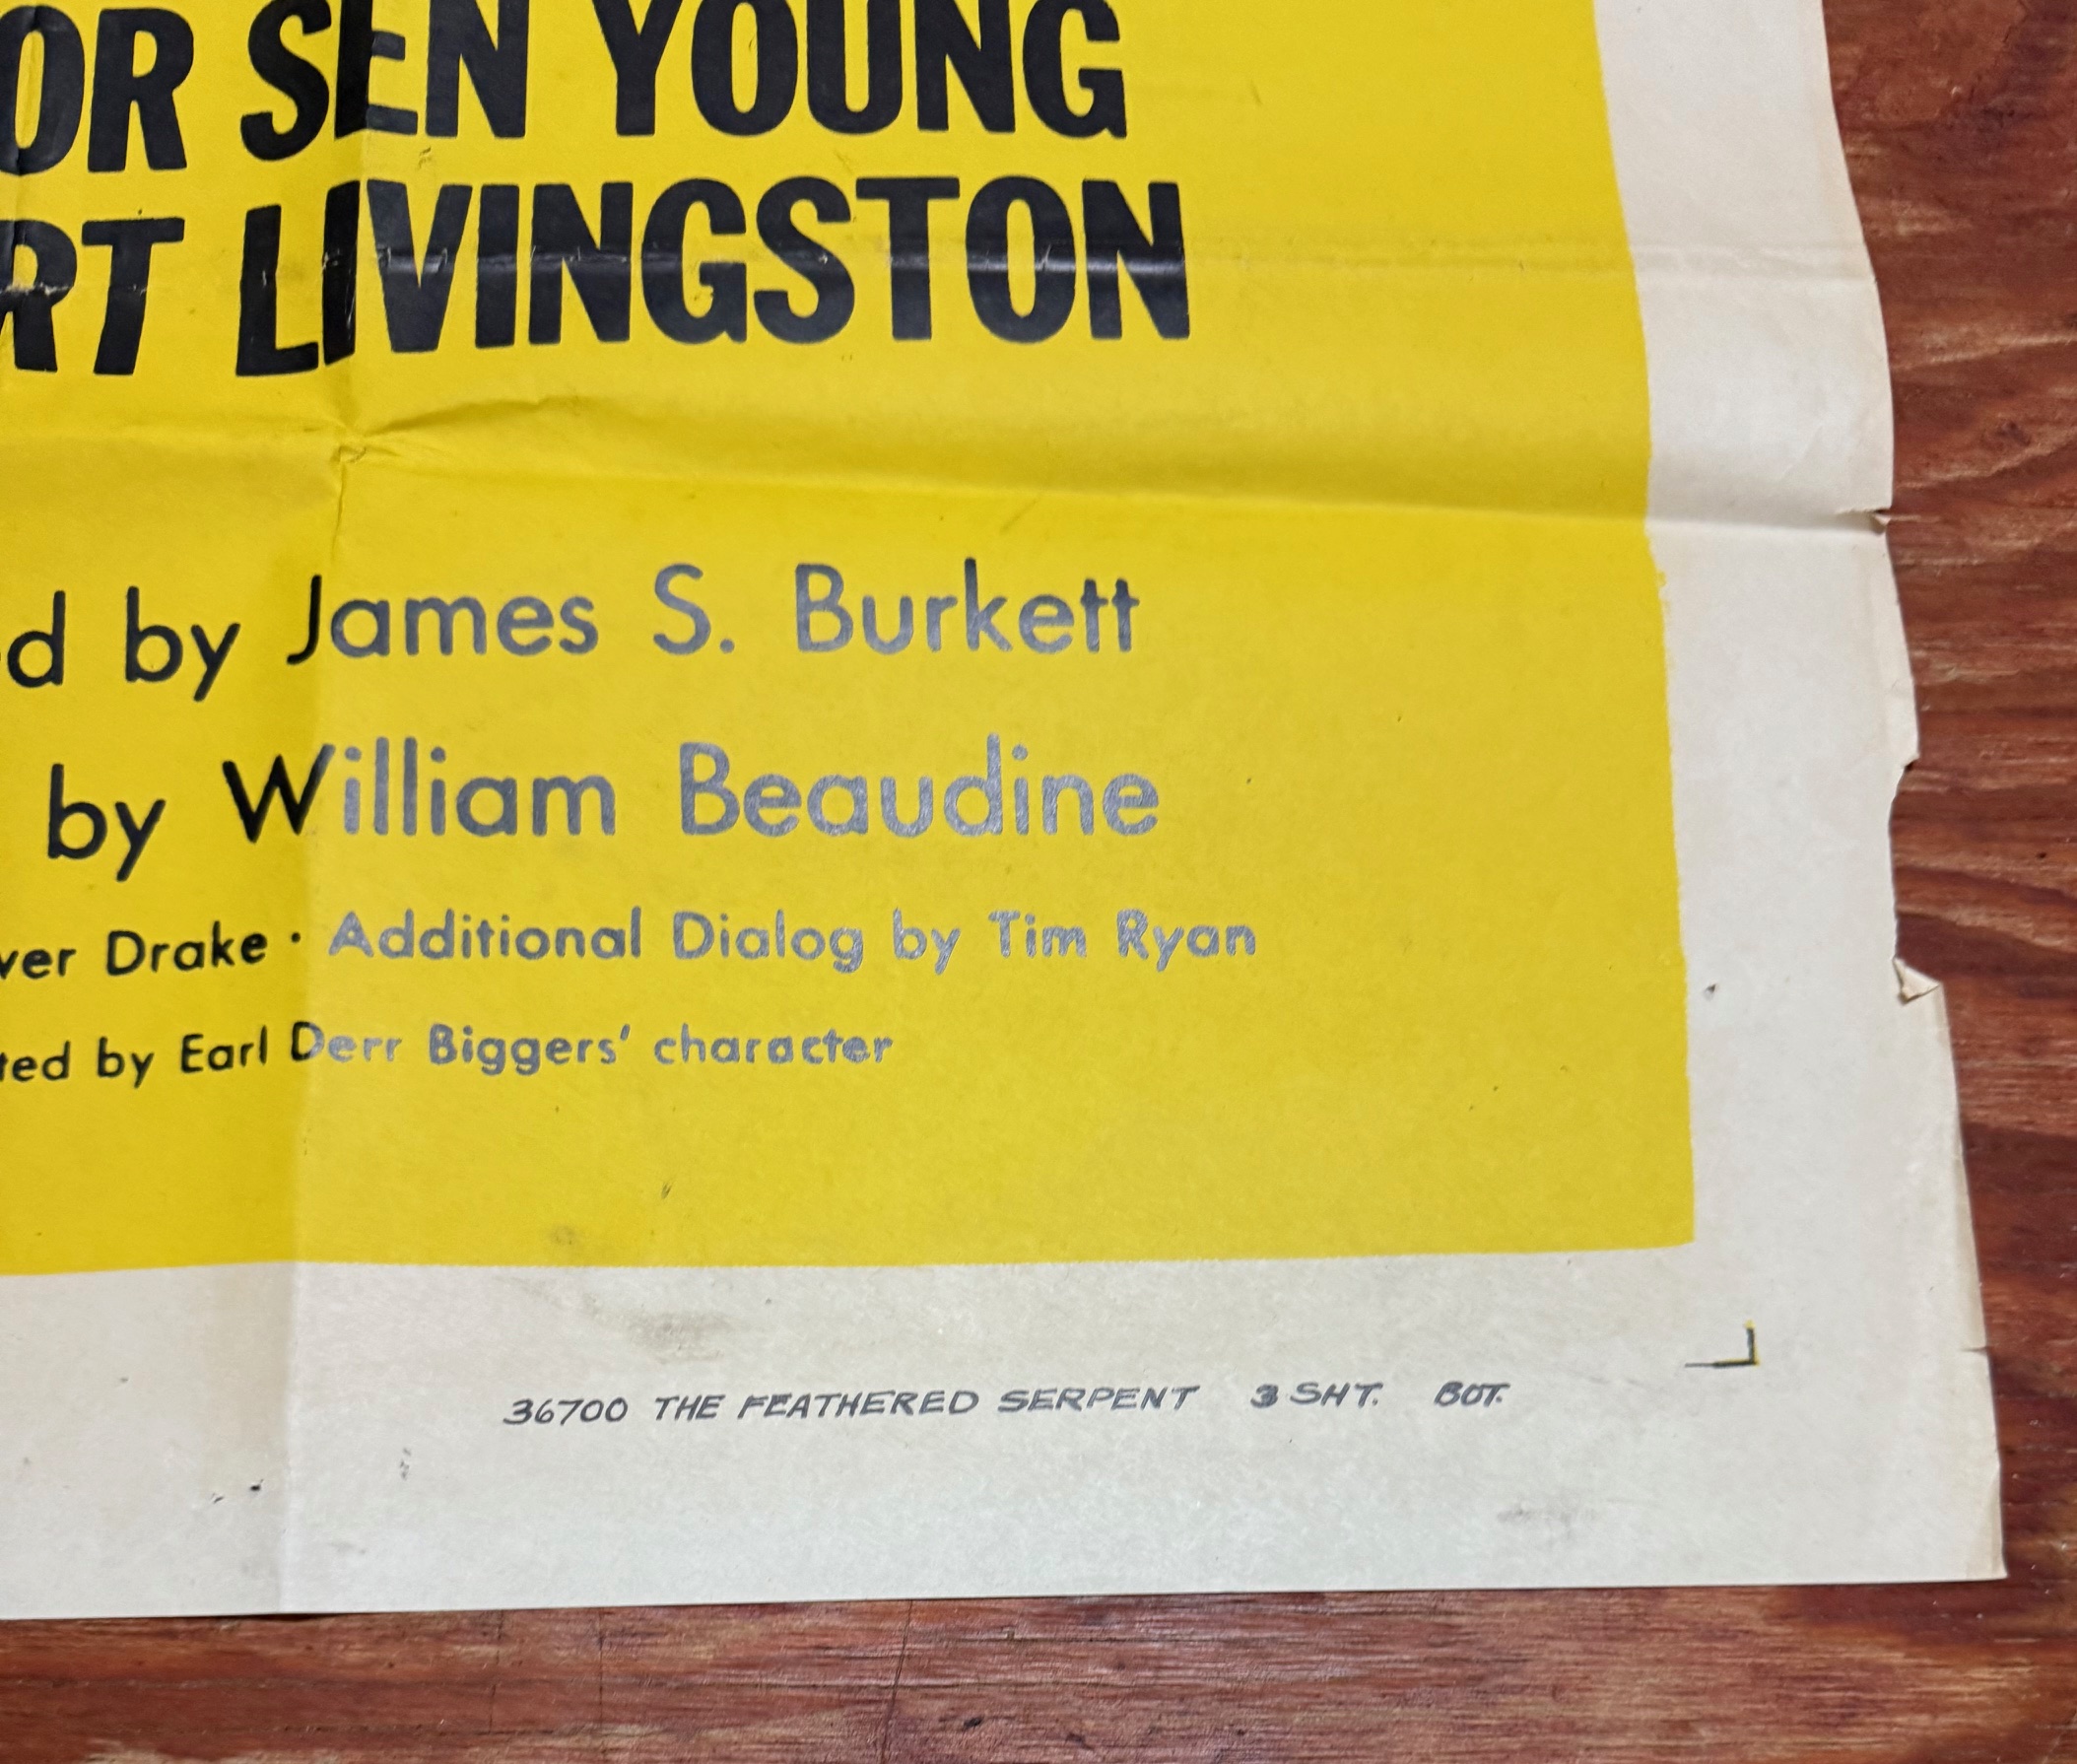 OR SEN YOUNG
RT LIVINGSTON
d by James S. Burkett
by William Beaudine
ver Drake · Additional Dialog by Tim Ryan
ted by Earl Derr Biggers' character
36700 THE FEATHERED SERPENT 3 SHT. BOT.